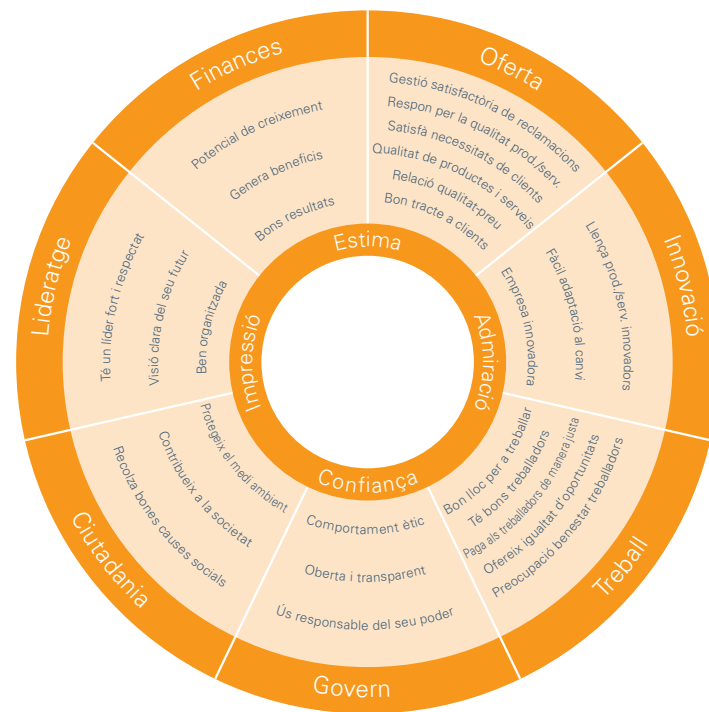 Finances
Potencial de creixement
Genera beneficis
Bons resultats
Oferta
Gestió satisfactòria de reclamacions
Respon per la qualitat prod./serv.
Satisfà necessitats de clients
Qualitat de productes i serveis
Relació qualitat-preu
Bon tracte a clients
Innovació
Llença prod./serv. innovadors
Fàcil adaptació al canvi
Empresa innovadora
Treball
Bon lloc per a treballar
Té bons treballadors
Paga als treballadors de manera justa
Ofereix igualtat d'oportunitats
Preocupació benestar treballadors
Govern
Comportament ètic
Oberta i transparent
Ús responsable del seu poder
Ciutadania
Protegeix el medi ambient
Contribueix a la societat
Recolza bones causes socials
Lideratge
Té un líder fort i respectat
Visió clara del seu futur
Ben organitzada
Estima
Admiració
Confiança
Impressió